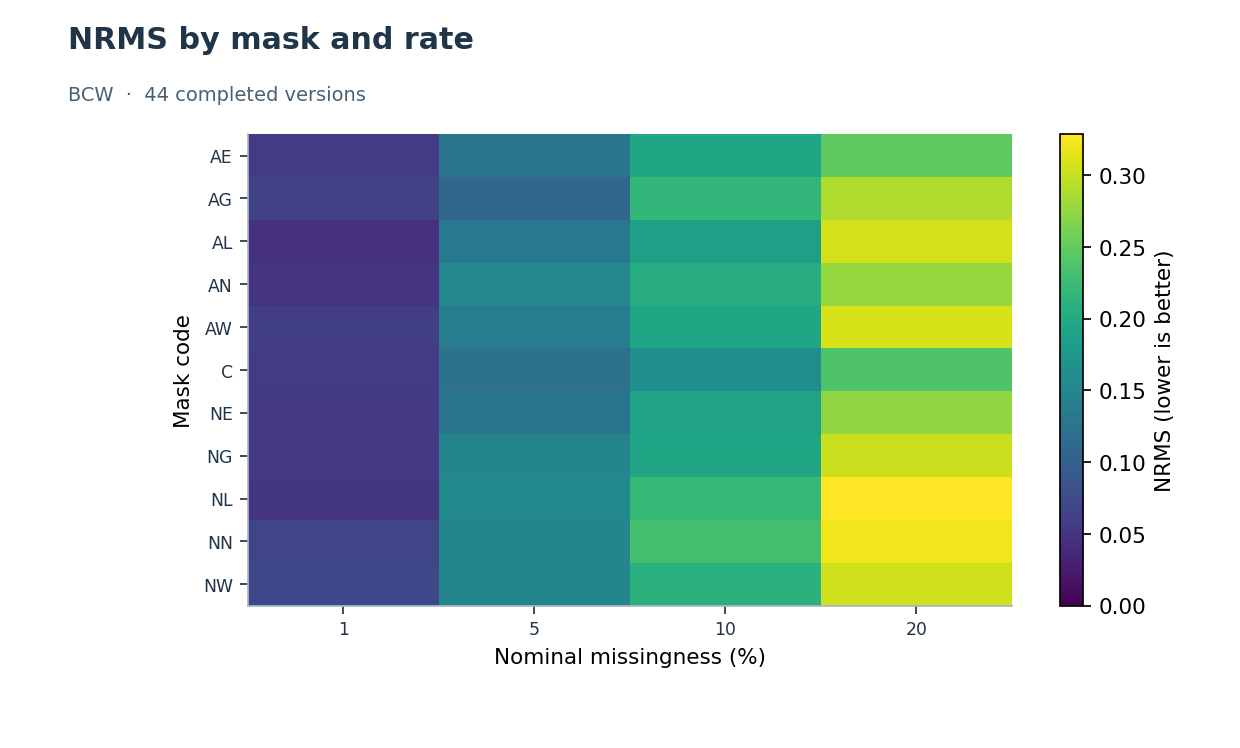 NRMS by mask and rate
BCW · 44 completed versions
AE
AG
AL
AN
AW
C
NE
NG
NL
NN
NW
Mask code
1 5 10 20
Nominal missingness (%)
0.30
0.25
0.20
0.15
0.10
0.05
0.00
NRMS (lower is better)